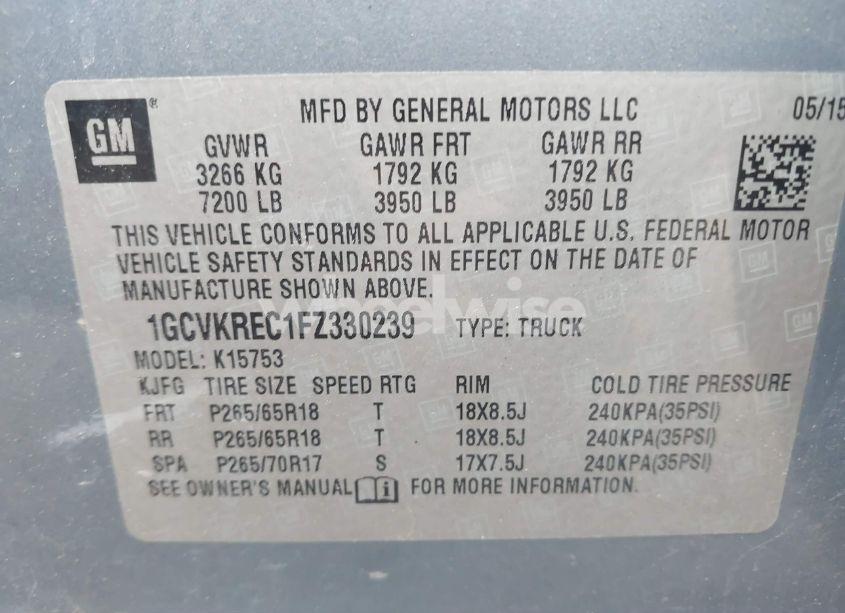 GM® MFD BY GENERAL MOTORS LLC 05/15
GVWR GAWR FRT GAWR RR
3266 KG 1792 KG 1792 KG
7200 LB 3950 LB 3950 LB
THIS VEHICLE CONFORMS TO ALL APPLICABLE U.S. FEDERAL MOTOR
VEHICLE SAFETY STANDARDS IN EFFECT ON THE DATE OF
MANUFACTURE SHOWN ABOVE.
1GCVKREC1FZ330239 TYPE: TRUCK
MODEL: K15753
KJFG TIRE SIZE SPEED RTG RIM COLD TIRE PRESSURE
FRT P265/65R18 T 18X8.5J 240KPA(35PSI)
RR P265/65R18 T 18X8.5J 240KPA(35PSI)
SPA P265/70R17 S 17X7.5J 240KPA(35PSI)
SEE OWNER'S MANUAL i FOR MORE INFORMATION.